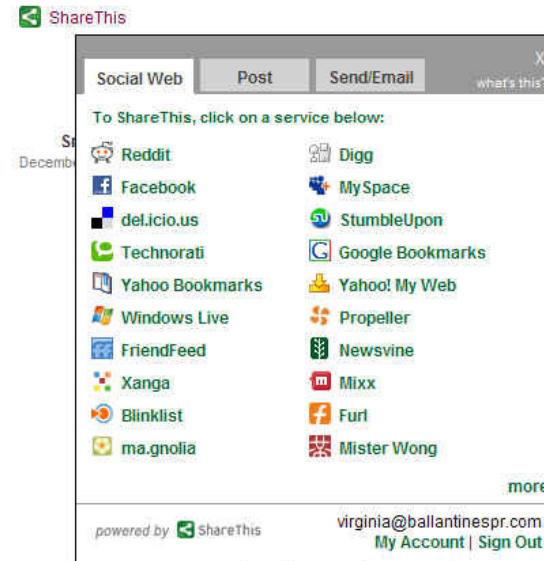 ShareThis
X
Social Web Post Send/Email
what's this?
To ShareThis, click on a service below:
Reddit Digg
Facebook MySpace
del.icio.us StumbleUpon
Technorati Google Bookmarks
Yahoo Bookmarks Yahoo! My Web
Windows Live Propeller
FriendFeed Newsvine
Xanga Mixx
Blinklist Furl
ma.gnolia Mister Wong
more
powered by ShareThis
virginia@ballantinespr.com
My Account | Sign Out